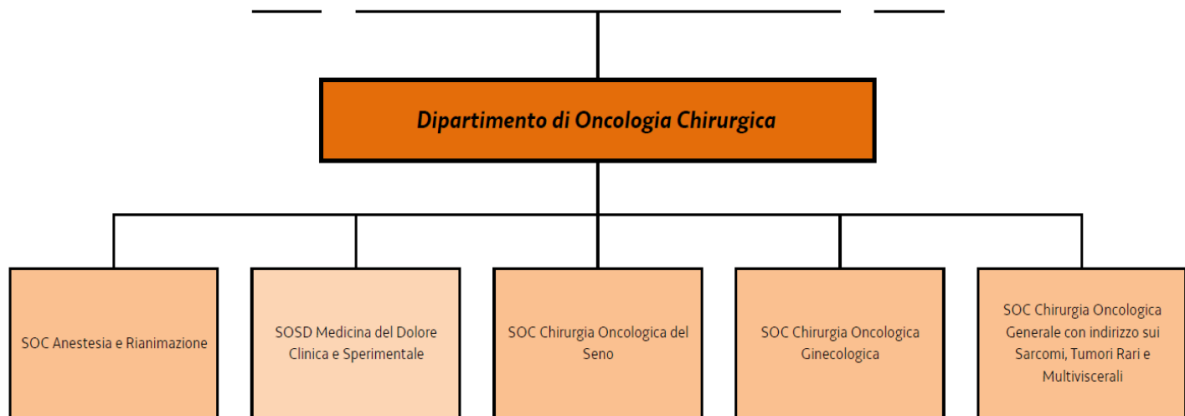 Dipartimento di Oncologia Chirurgica
SOC Anestesia e Rianimazione
SOSD Medicina del Dolore
Clinica e Sperimentale
SOC Chirurgia Oncologica del
Seno
SOC Chirurgia Oncologica
Ginecologica
SOC Chirurgia Oncologica
Generale con indirizzo sui
Sarcomi, Tumori Rari e
Multiviscerali